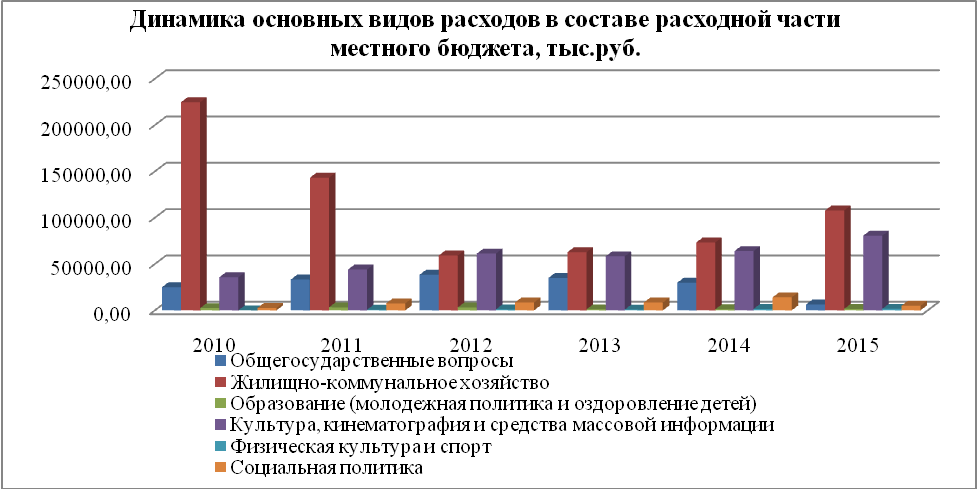 Динамика основных видов расходов в составе расходной части
местного бюджета, тыс.руб.
250000,00
200000,00
150000,00
100000,00
50000,00
0,00
2010 2011 2012 2013 2014 2015
Общегосударственные вопросы
Жилищно-коммунальное хозяйство
Образование (молодежная политика и оздоровление детей)
Культура, кинематография и средства массовой информации
Физическая культура и спорт
Социальная политика